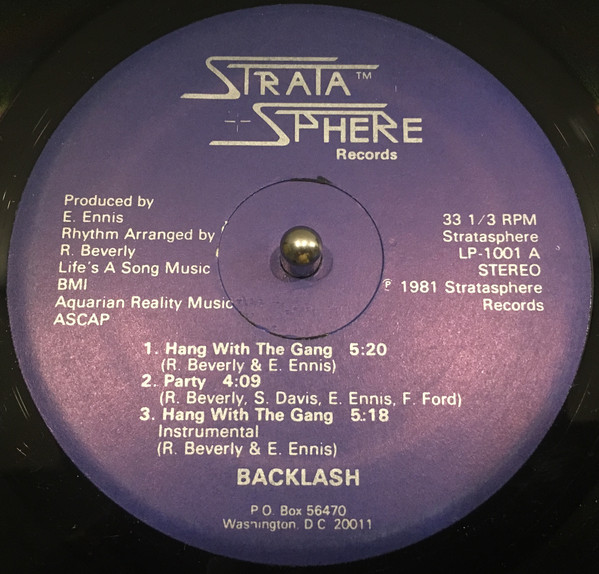 STRATA™
SPHERE
Records
Produced by
E. Ennis
Rhythm Arranged by
R. Beverly
Life's A Song Music
BMI
Aquarian Reality Music
ASCAP
33 1/3 RPM
Stratasphere
LP-1001 A
STEREO
℗ 1981 Stratasphere
Records
1. Hang With The Gang 5:20
(R. Beverly & E. Ennis)
2. Party 4:09
(R. Beverly, S. Davis, E. Ennis, F. Ford)
3. Hang With The Gang 5:18
Instrumental
(R. Beverly & E. Ennis)
BACKLASH
P.O. Box 56470
Washington, D.C. 20011